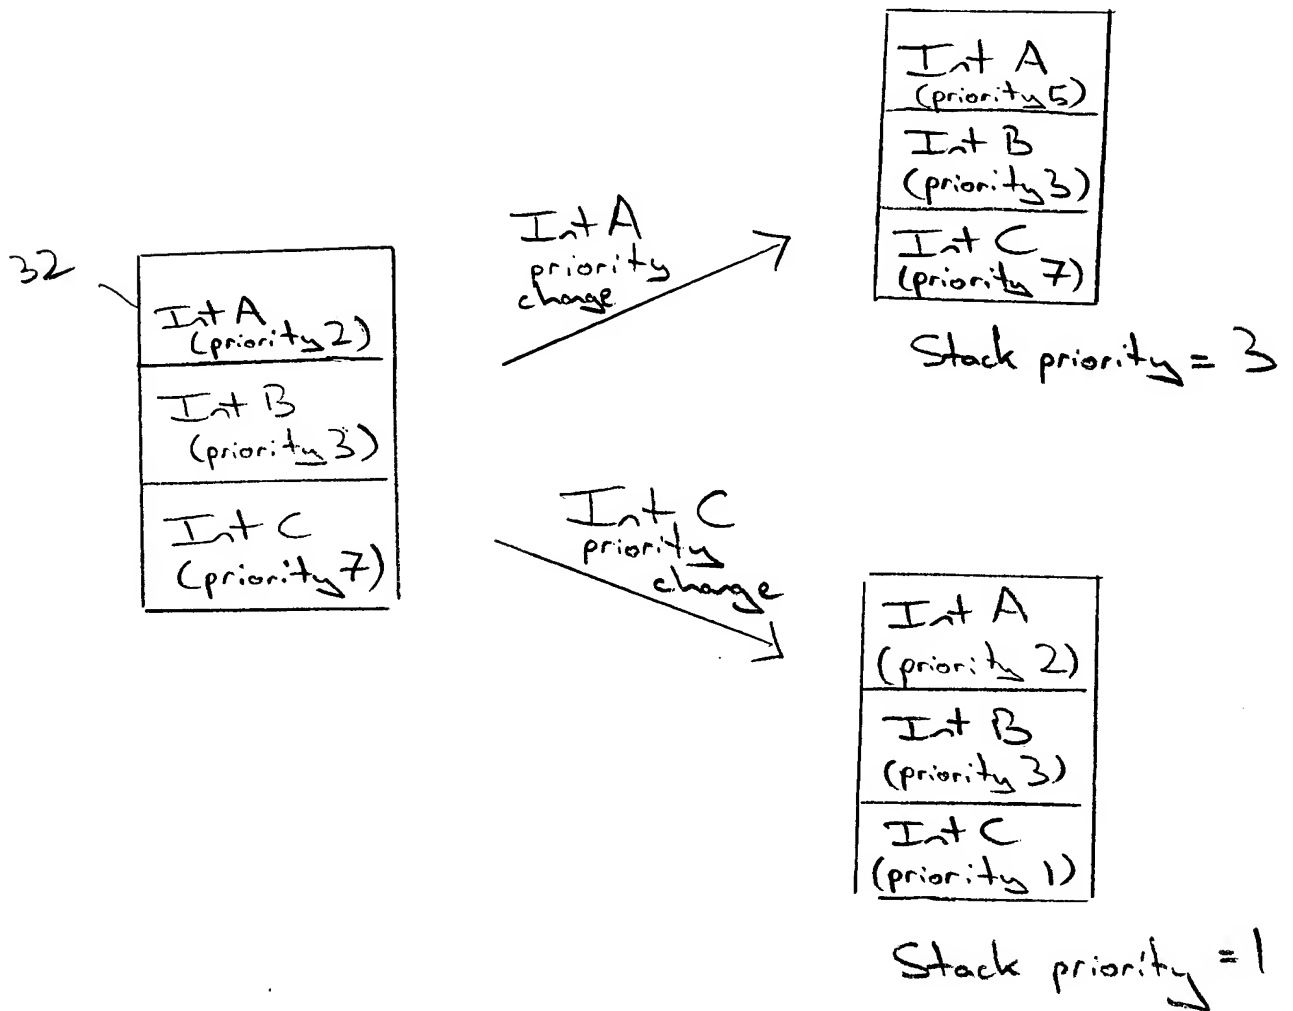 32
Int A
(priority 2)
Int B
(priority 3)
Int C
(priority 7)
Int A
priority
change
Int C
priority
change
Int A
(priority 5)
Int B
(priority 3)
Int C
(priority 7)
Stack priority = 3
Int A
(priority 2)
Int B
(priority 3)
Int C
(priority 1)
Stack priority = 1